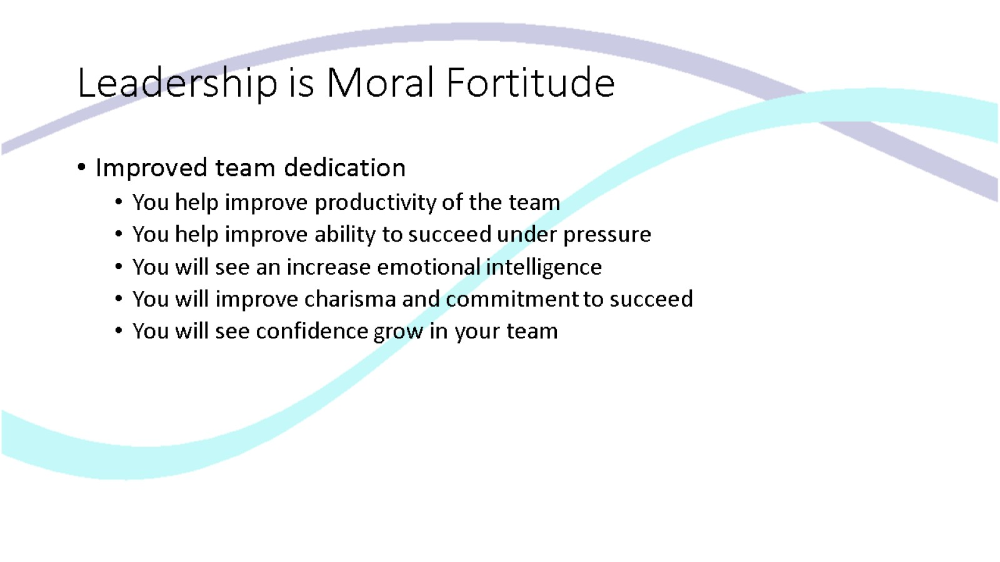 Leadership is Moral Fortitude
• Improved team dedication
• You help improve productivity of the team
• You help improve ability to succeed under pressure
• You will see an increase emotional intelligence
• You will improve charisma and commitment to succeed
• You will see confidence grow in your team